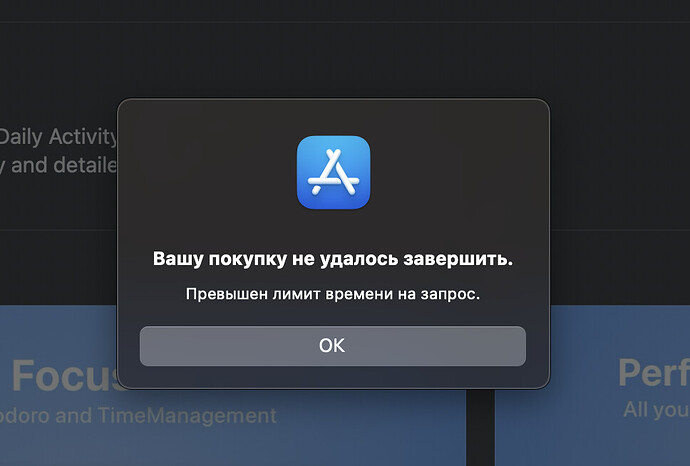 Daily Activity
y and detaile
Вашу покупку не удалось завершить.
Превышен лимит времени на запрос.
ОК
Focus
odoro and TimeManagement
Perf
All you